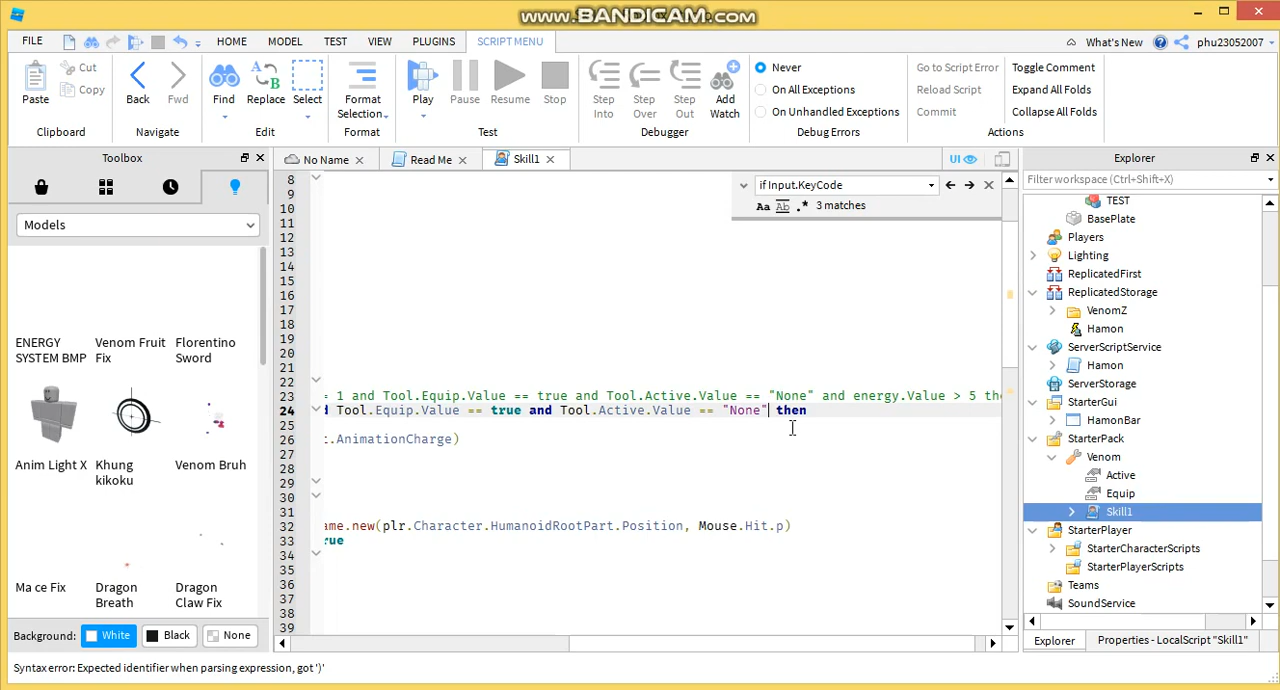 www.BANDICAM.com
FILE HOME MODEL TEST VIEW PLUGINS SCRIPT MENU What's New phu23052007
Paste Cut Copy Back Fwd Find Replace Select Format Selection Play Pause Resume Stop Step Into Step Over Step Out Add Watch
Never On All Exceptions On Unhandled Exceptions
Go to Script Error Reload Script Commit
Toggle Comment Expand All Folds Collapse All Folds
Clipboard Navigate Edit Format Test Debugger Debug Errors Actions
Toolbox
Models
ENERGY SYSTEM BMP
Venom Fruit Fix
Florentino Sword
Anim Light X
Khung kikoku
Venom Bruh
Ma ce Fix
Dragon Breath
Dragon Claw Fix
Background: White Black None
No Name Read Me Skill1 UI
if Input.KeyCode
Aa Ab .* 3 matches
8
9
10
11
12
13
14
15
16
17
18
19
20
21
22
23 = 1 and Tool.Equip.Value == true and Tool.Active.Value == "None" and energy.Value > 5 the
24 d Tool.Equip.Value == true and Tool.Active.Value == "None" then
25
26 t.AnimationCharge)
27
28
29
30
31
32 ame.new(plr.Character.HumanoidRootPart.Position, Mouse.Hit.p)
33 rue
34
35
36
37
38
39
Explorer
Filter workspace (Ctrl+Shift+X)
TEST
BasePlate
Players
Lighting
ReplicatedFirst
ReplicatedStorage
VenomZ
Hamon
ServerScriptService
Hamon
ServerStorage
StarterGui
HamonBar
StarterPack
Venom
Active
Equip
Skill1
StarterPlayer
StarterCharacterScripts
StarterPlayerScripts
Teams
SoundService
Explorer Properties - LocalScript "Skill1"
Syntax error: Expected identifier when parsing expression, got ')'